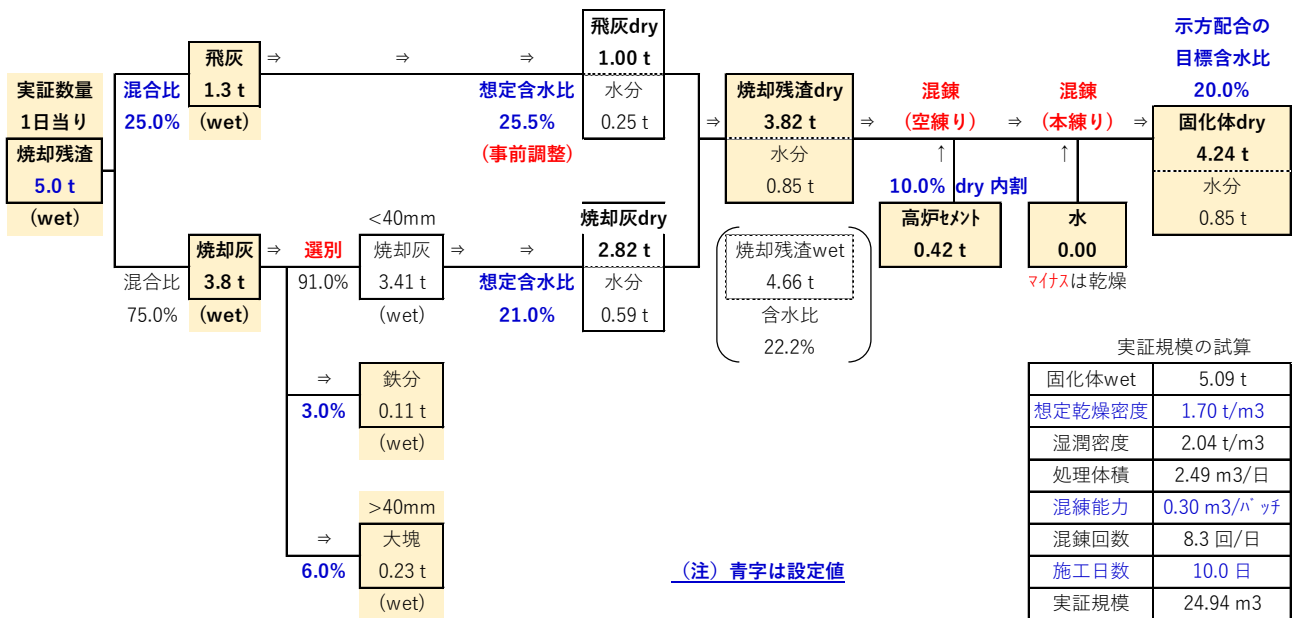 実証数量
1日当り
焼却残渣
5.0 t
(wet)
混合比
25.0%
飛灰
1.3 t
(wet)
⇒
⇒
⇒
想定含水比
25.5%
(事前調整)
飛灰dry
1.00 t
水分
0.25 t
混合比
75.0%
焼却灰
3.8 t
(wet)
⇒
選別
91.0%
<40mm
焼却灰
3.41 t
(wet)
⇒
⇒
想定含水比
21.0%
焼却灰dry
2.82 t
水分
0.59 t
⇒
3.0%
鉄分
0.11 t
(wet)
⇒
6.0%
>40mm
大塊
0.23 t
(wet)
⇒
焼却残渣dry
3.82 t
水分
0.85 t
焼却残渣wet
4.66 t
含水比
22.2%
⇒
混錬
(空練り)
↑
10.0% dry 内割
高炉ｾﾒﾝﾄ
0.42 t
⇒
混錬
(本練り)
↑
水
0.00
ﾏｲﾅｽは乾燥
⇒
示方配合の
目標含水比
20.0%
固化体dry
4.24 t
水分
0.85 t
（注）青字は設定値
実証規模の試算
固化体wet 5.09 t
想定乾燥密度 1.70 t/m3
湿潤密度 2.04 t/m3
処理体積 2.49 m3/日
混練能力 0.30 m3/ﾊﾞｯﾁ
混錬回数 8.3 回/日
施工日数 10.0 日
実証規模 24.94 m3